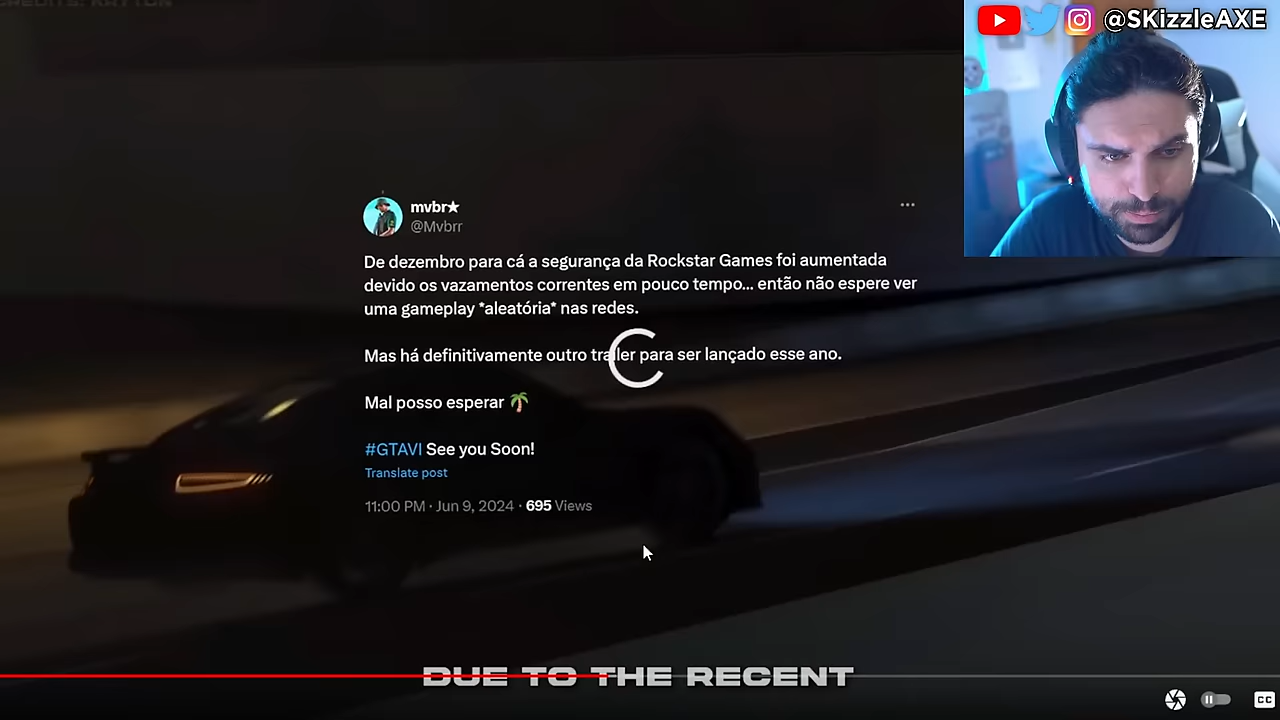 CREDITS: KRYTON
@SKizzleAXE
mvbr★
@Mvbrr
De dezembro para cá a segurança da Rockstar Games foi aumentada
devido os vazamentos correntes em pouco tempo... então não espere ver
uma gameplay *aleatória* nas redes.
Mas há definitivamente outro trailer para ser lançado esse ano.
Mal posso esperar 🌴
#GTAVI See you Soon!
Translate post
11:00 PM · Jun 9, 2024 · 695 Views
DUE TO THE RECENT
CC